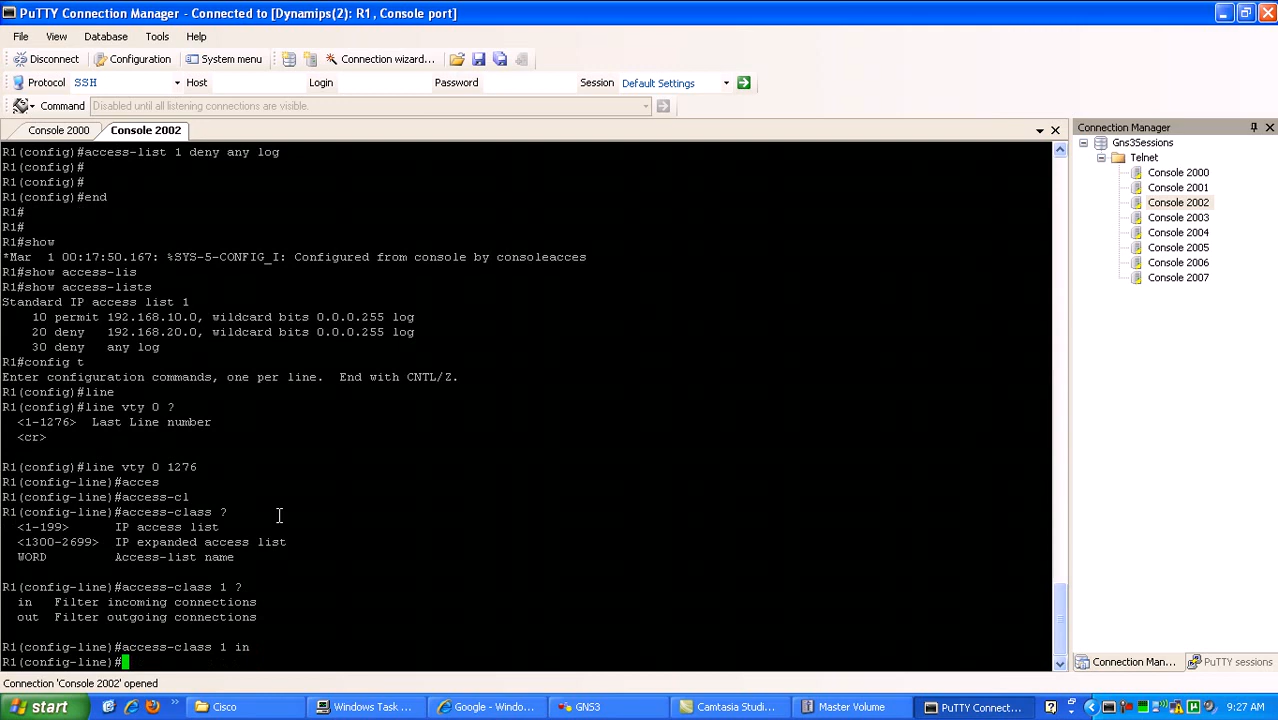 PuTTY Connection Manager - Connected to [Dynamips(2): R1, Console port]
File View Database Tools Help
Disconnect Configuration System menu Connection wizard...
Protocol SSH Host Login Password Session Default Settings
Command Disabled until all listening connections are visible.
Console 2000 Console 2002
R1(config)#access-list 1 deny any log
R1(config)#
R1(config)#
R1(config)#end
R1#
R1#
R1#show
*Mar  1 00:17:50.167: %SYS-5-CONFIG_I: Configured from console by consoleacces
R1#show access-lis
R1#show access-lists
Standard IP access list 1
    10 permit 192.168.10.0, wildcard bits 0.0.0.255 log
    20 deny   192.168.20.0, wildcard bits 0.0.0.255 log
    30 deny   any log
R1#config t
Enter configuration commands, one per line.  End with CNTL/Z.
R1(config)#line
R1(config)#line vty 0 ?
  <1-1276>  Last Line number
  <cr>
R1(config)#line vty 0 1276
R1(config-line)#acces
R1(config-line)#access-cl
R1(config-line)#access-class ?
  <1-199>      IP access list
  <1300-2699>  IP expanded access list
  WORD         Access-list name
R1(config-line)#access-class 1 ?
  in   Filter incoming connections
  out  Filter outgoing connections
R1(config-line)#access-class 1 in
R1(config-line)#
Connection Manager
Gns3Sessions
Telnet
Console 2000
Console 2001
Console 2002
Console 2003
Console 2004
Console 2005
Console 2006
Console 2007
Connection Man... PuTTY sessions
Connection 'Console 2002' opened
start Cisco Windows Task ... Google - Windo... GNS3 Camtasia Studi... Master Volume PuTTY Connect... 9:27 AM